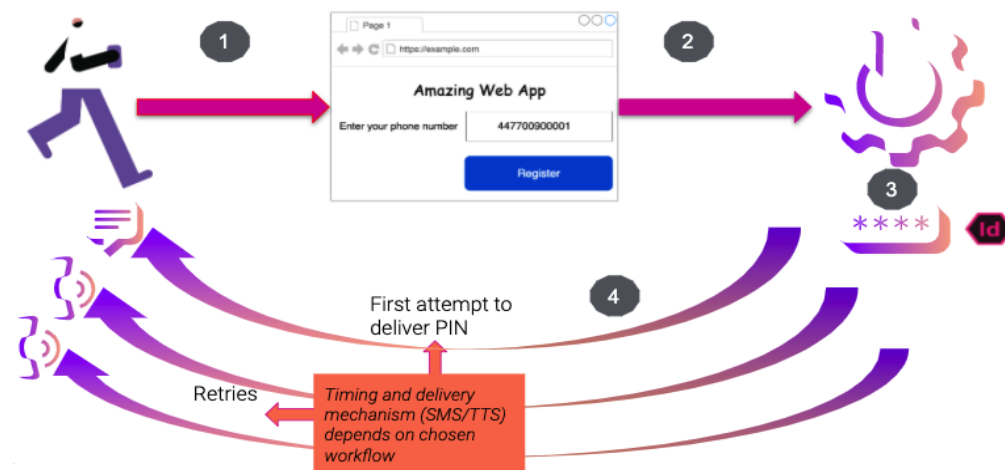 1
Page 1
https://example.com
2
Amazing Web App
Enter your phone number
447700900001
Register
3
****
Id
4
First attempt to
deliver PIN
Retries
Timing and delivery
mechanism (SMS/TTS)
depends on chosen
workflow